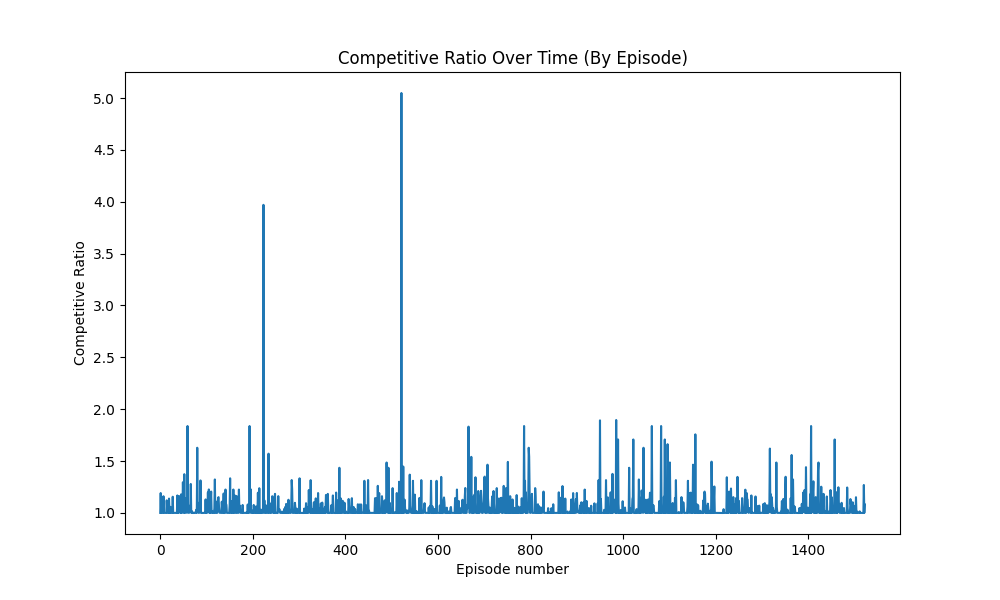 Competitive Ratio Over Time (By Episode)
5.0
4.5
4.0
3.5
3.0
2.5
2.0
1.5
1.0
Competitive Ratio
0 200 400 600 800 1000 1200 1400
Episode number